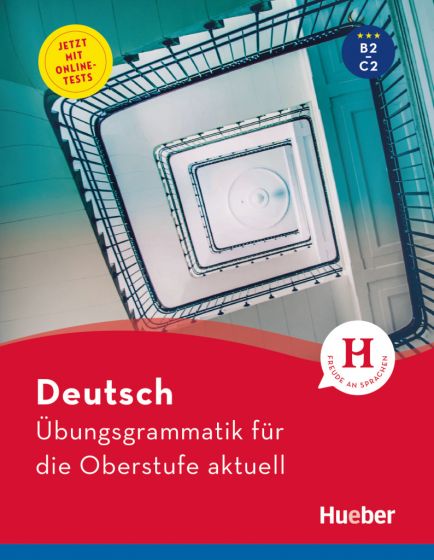 JETZT
MIT
ONLINE-
TESTS
B2
–
C2
H
FREUDE AN SPRACHEN
Deutsch
Übungsgrammatik für
die Oberstufe aktuell
Hueber